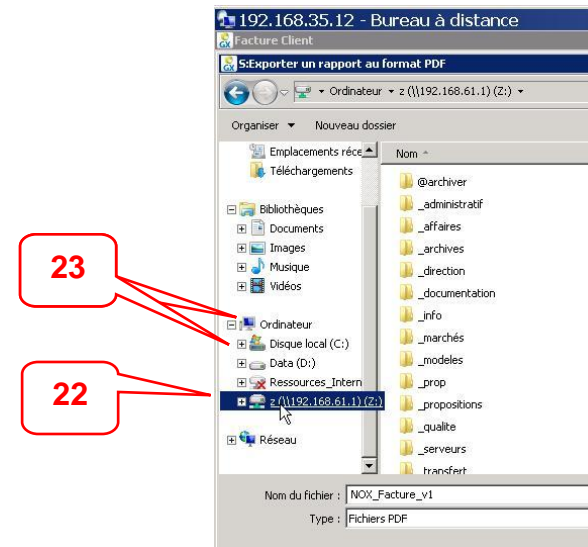 192.168.35.12 - Bureau à distance
Facture Client
S:Exporter un rapport au format PDF
Ordinateur z (\\192.168.61.1) (Z:)
Organiser Nouveau dossier
Emplacements réce
Téléchargements
Bibliothèques
Documents
Images
Musique
Vidéos
Ordinateur
Disque local (C:)
Data (D:)
Ressources_Intern
z (\\192.168.61.1) (Z:)
Réseau
Nom
@archiver
_administratif
_affaires
_archives
_direction
_documentation
_info
_marchés
_modeles
_prop
_propositions
_qualite
_serveurs
transfert
23
22
Nom du fichier : NOX_Facture_v1
Type : Fichiers PDF